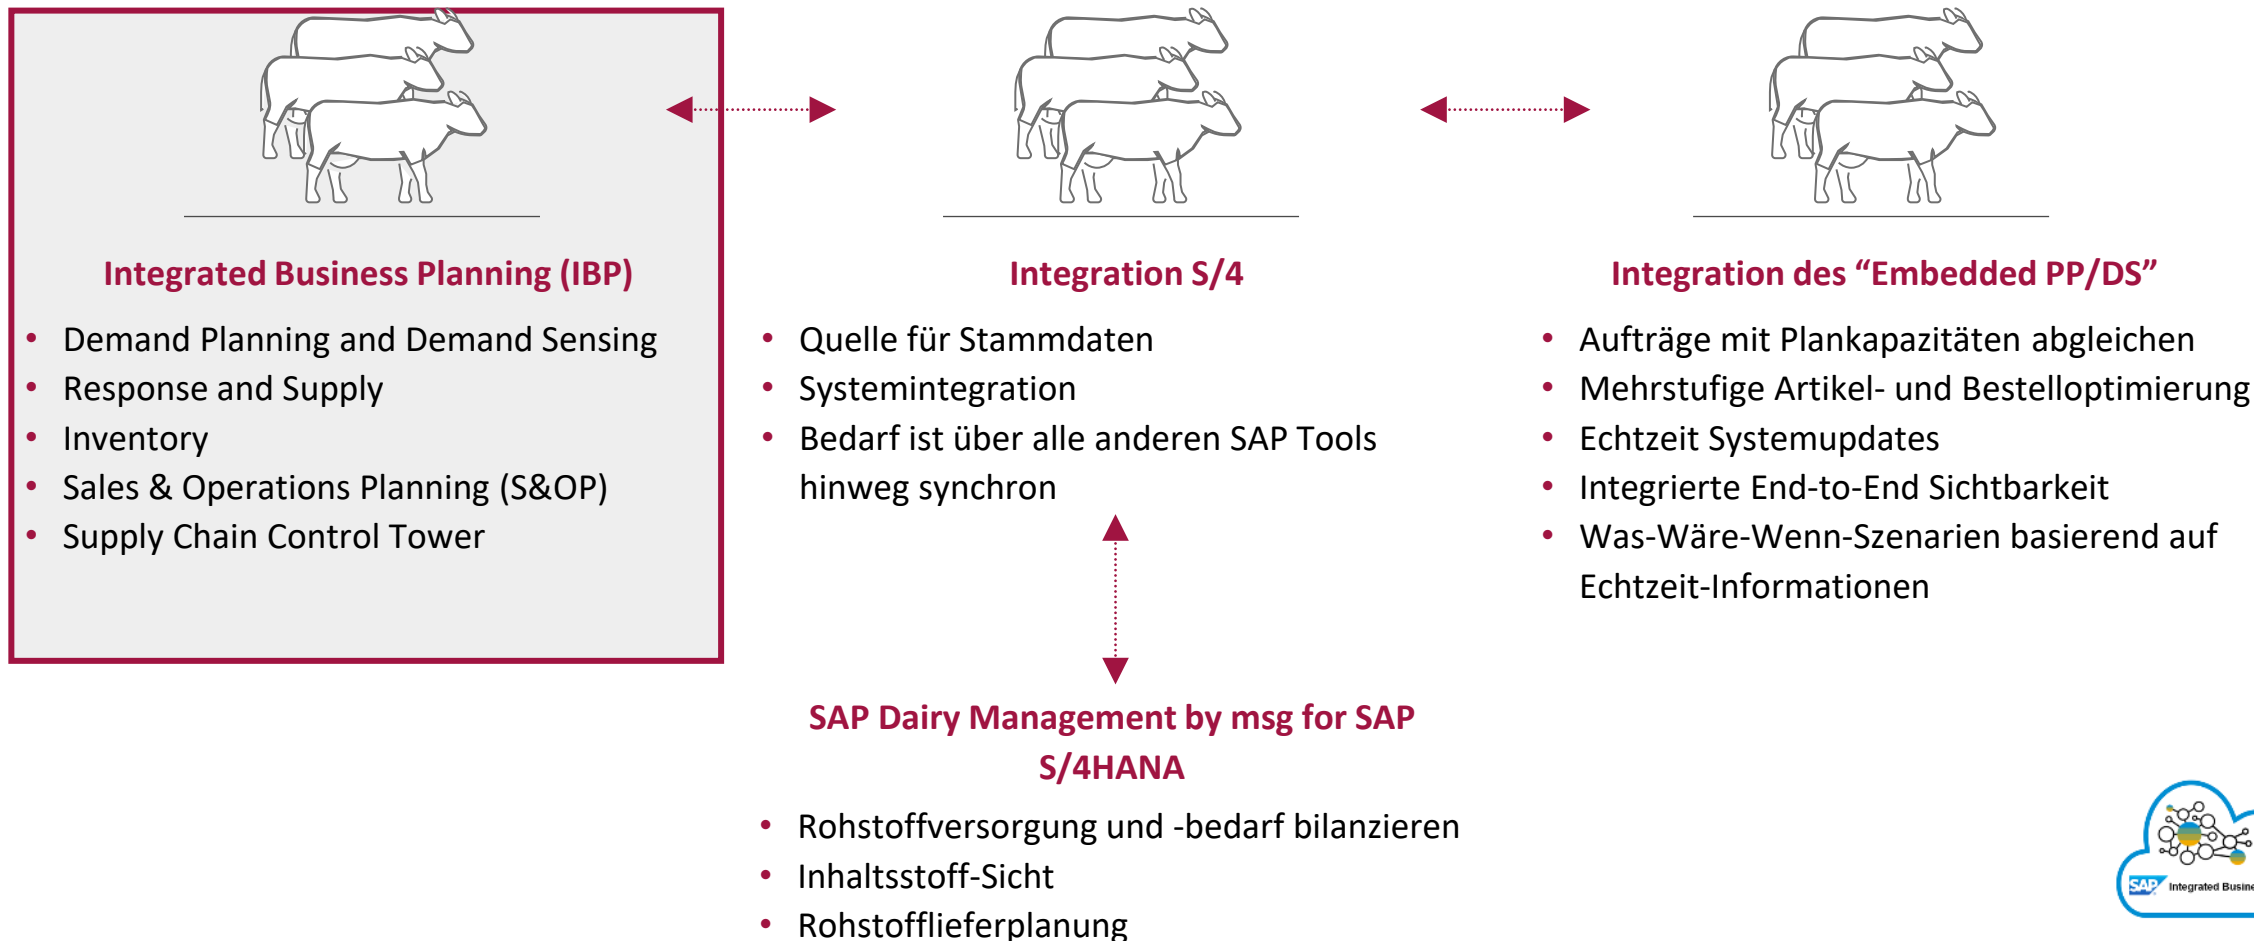 Integrated Business Planning (IBP)
• Demand Planning and Demand Sensing
• Response and Supply
• Inventory
• Sales & Operations Planning (S&OP)
• Supply Chain Control Tower
Integration S/4
• Quelle für Stammdaten
• Systemintegration
• Bedarf ist über alle anderen SAP Tools
hinweg synchron
Integration des “Embedded PP/DS”
• Aufträge mit Plankapazitäten abgleichen
• Mehrstufige Artikel- und Bestelloptimierung
• Echtzeit Systemupdates
• Integrierte End-to-End Sichtbarkeit
• Was-Wäre-Wenn-Szenarien basierend auf
Echtzeit-Informationen
SAP Dairy Management by msg for SAP
S/4HANA
• Rohstoffversorgung und -bedarf bilanzieren
• Inhaltsstoff-Sicht
• Rohstofflieferplanung
SAP Integrated